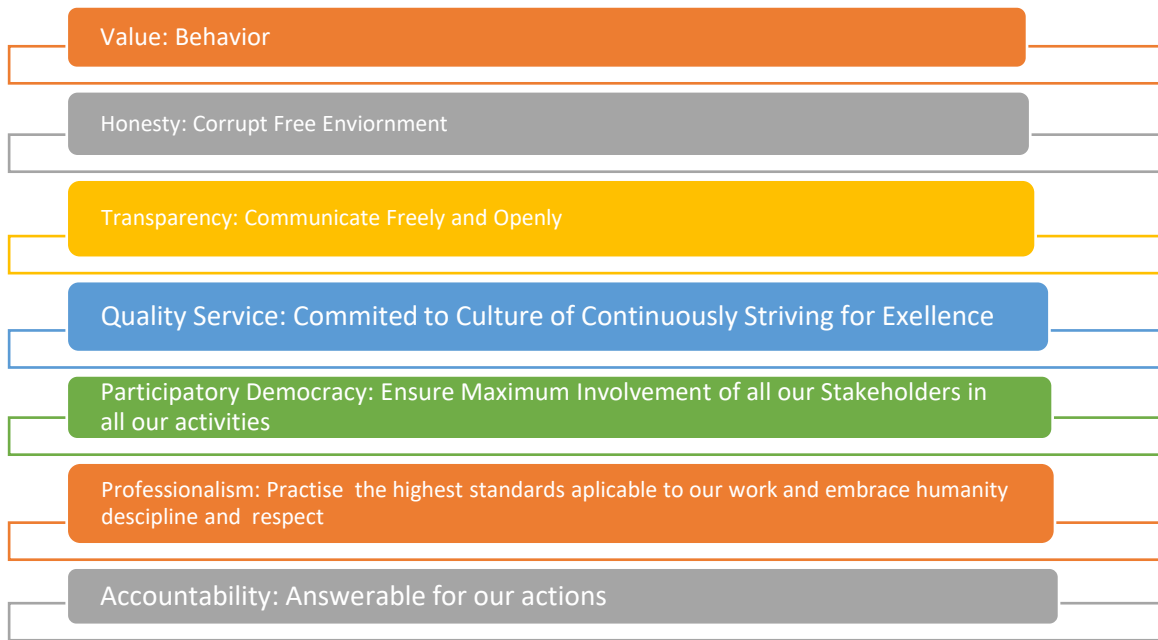 Value: Behavior
Honesty: Corrupt Free Enviornment
Transparency: Communicate Freely and Openly
Quality Service: Commited to Culture of Continuously Striving for Exellence
Participatory Democracy: Ensure Maximum Involvement of all our Stakeholders in
all our activities
Professionalism: Practise  the highest standards aplicable to our work and embrace humanity
descipline and  respect
Accountability: Answerable for our actions